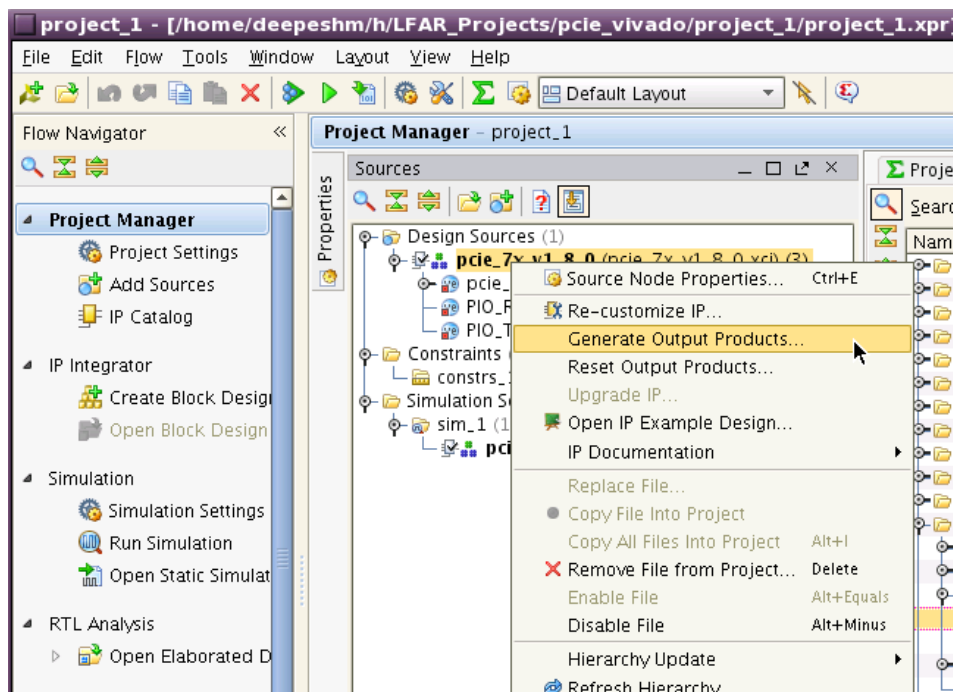 project_1 - [/home/deepeshm/h/LFAR_Projects/pcie_vivado/project_1/project_1.xpr]
File Edit Flow Tools Window Layout View Help
Default Layout
Flow Navigator
Project Manager
Project Settings
Add Sources
IP Catalog
IP Integrator
Create Block Desig
Open Block Design
Simulation
Simulation Settings
Run Simulation
Open Static Simulat
RTL Analysis
Open Elaborated D
Project Manager - project_1
Properties
Sources
Design Sources (1)
pcie_7x_v1_8_0 (pcie_7x_v1_8_0.xci) (3)
pcie_
PIO_R
PIO_T
Constraints
constrs_
Simulation S
sim_1 (1
pci
Source Node Properties... Ctrl+E
Re-customize IP...
Generate Output Products...
Reset Output Products...
Upgrade IP...
Open IP Example Design...
IP Documentation
Replace File...
Copy File Into Project
Copy All Files Into Project Alt+I
Remove File from Project... Delete
Enable File Alt+Equals
Disable File Alt+Minus
Hierarchy Update
Refresh Hierarchy
Σ Proje
Searc
Nam